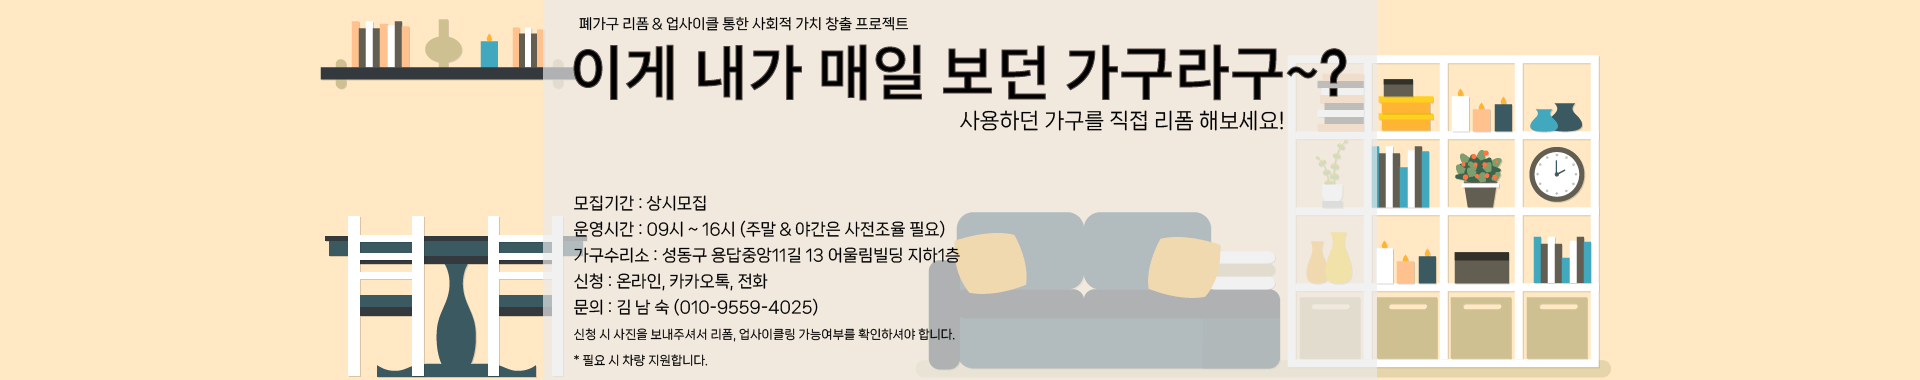 폐가구 리폼 & 업사이클 통한 사회적 가치 창출 프로젝트
이게 내가 매일 보던 가구라구~?
사용하던 가구를 직접 리폼 해보세요!
모집기간 : 상시모집
운영시간 : 09시 ~ 16시 (주말 & 야간은 사전조율 필요)
가구수리소 : 성동구 용답중앙11길 13 어울림빌딩 지하1층
신청 : 온라인, 카카오톡, 전화
문의 : 김 남 숙 (010-9559-4025)
신청 시 사진을 보내주셔서 리폼, 업사이클링 가능여부를 확인하셔야 합니다.
* 필요 시 차량 지원합니다.